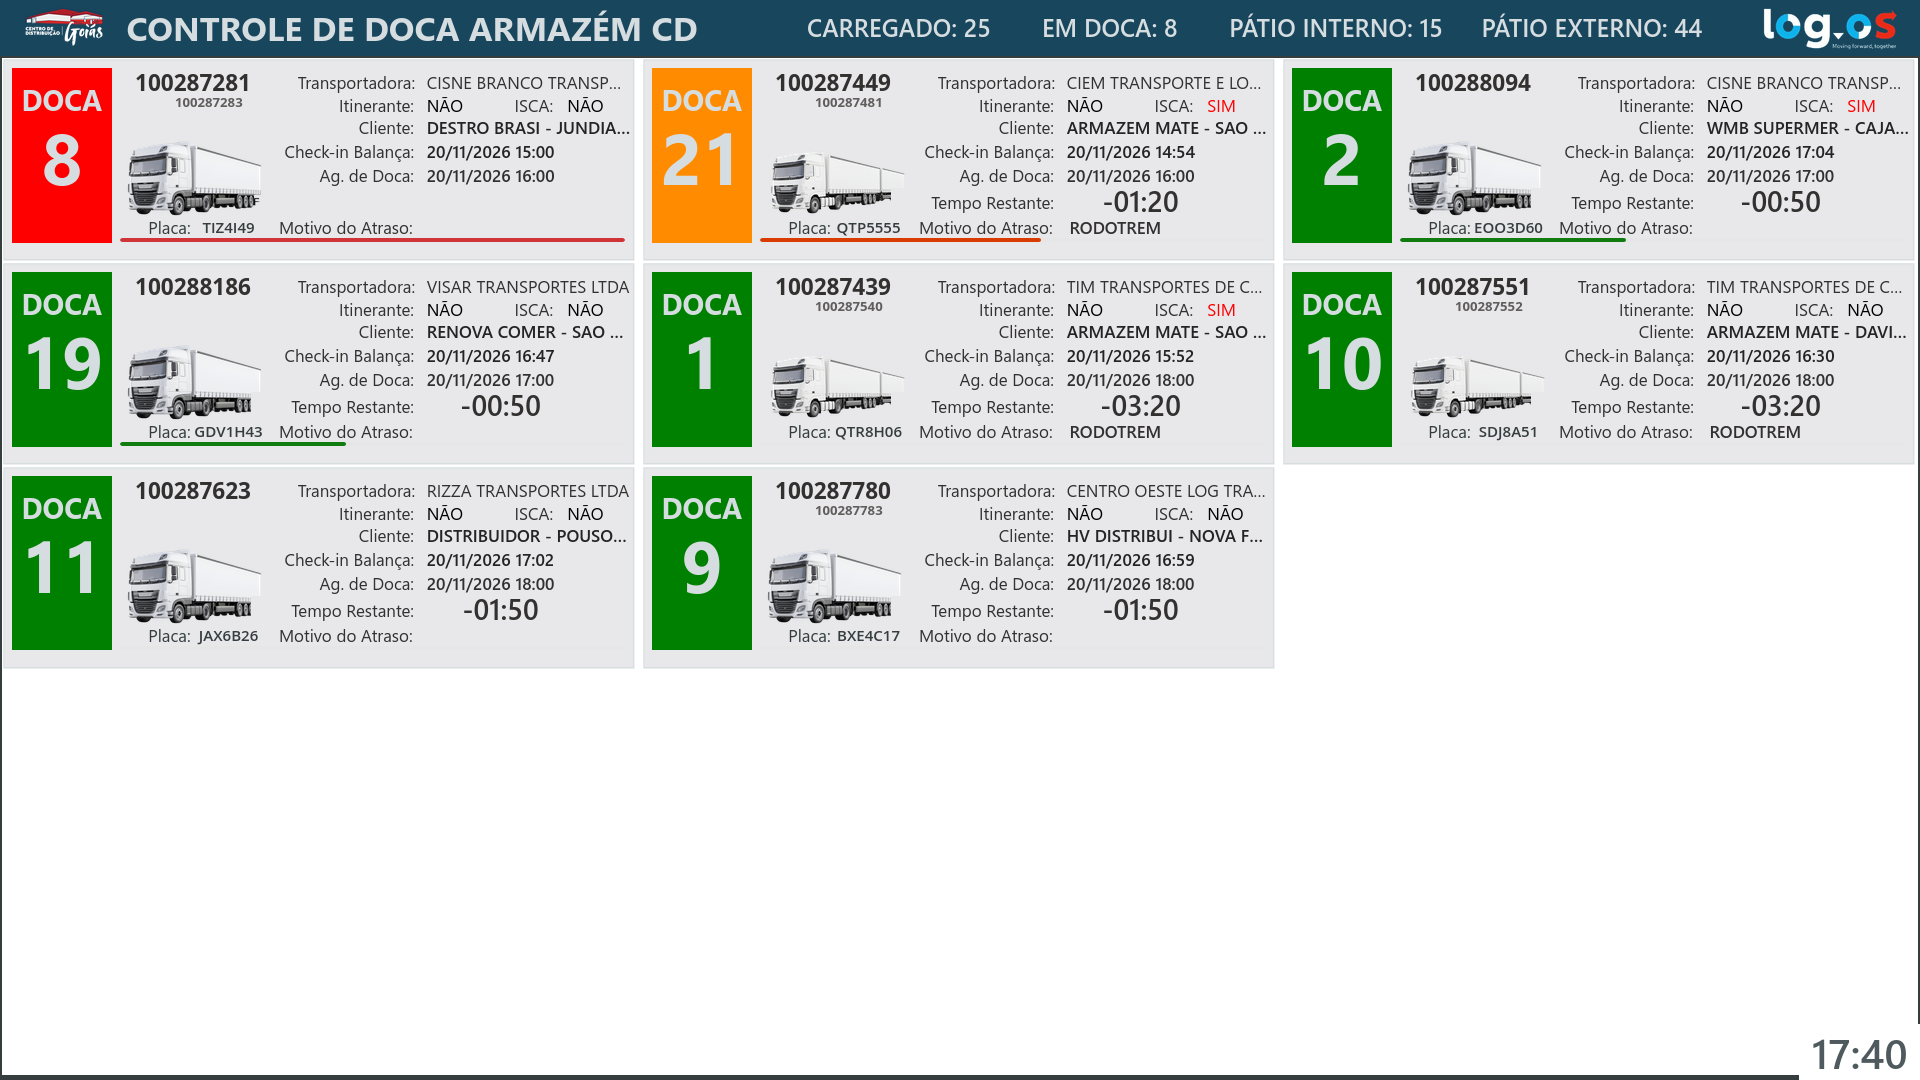 CENTRO DE DISTRIBUIÇÃO Goiás
CONTROLE DE DOCA ARMAZÉM CD
CARREGADO: 25
EM DOCA: 8
PÁTIO INTERNO: 15
PÁTIO EXTERNO: 44
log.os
Moving forward, together
DOCA
8
100287281
100287283
Transportadora: CISNE BRANCO TRANSP...
Itinerante: NÃO ISCA: NÃO
Cliente: DESTRO BRASI - JUNDIA...
Check-in Balança: 20/11/2026 15:00
Ag. de Doca: 20/11/2026 16:00
Placa: TIZ4I49 Motivo do Atraso:
DOCA
21
100287449
100287481
Transportadora: CIEM TRANSPORTE E LO...
Itinerante: NÃO ISCA: SIM
Cliente: ARMAZEM MATE - SAO ...
Check-in Balança: 20/11/2026 14:54
Ag. de Doca: 20/11/2026 16:00
Tempo Restante: -01:20
Placa: QTP5555 Motivo do Atraso: RODOTREM
DOCA
2
100288094
Transportadora: CISNE BRANCO TRANSP...
Itinerante: NÃO ISCA: SIM
Cliente: WMB SUPERMER - CAJA...
Check-in Balança: 20/11/2026 17:04
Ag. de Doca: 20/11/2026 17:00
Tempo Restante: -00:50
Placa: EOO3D60 Motivo do Atraso:
DOCA
19
100288186
Transportadora: VISAR TRANSPORTES LTDA
Itinerante: NÃO ISCA: NÃO
Cliente: RENOVA COMER - SAO ...
Check-in Balança: 20/11/2026 16:47
Ag. de Doca: 20/11/2026 17:00
Tempo Restante: -00:50
Placa: GDV1H43 Motivo do Atraso:
DOCA
1
100287439
100287540
Transportadora: TIM TRANSPORTES DE C...
Itinerante: NÃO ISCA: SIM
Cliente: ARMAZEM MATE - SAO ...
Check-in Balança: 20/11/2026 15:52
Ag. de Doca: 20/11/2026 18:00
Tempo Restante: -03:20
Placa: QTR8H06 Motivo do Atraso: RODOTREM
DOCA
10
100287551
100287552
Transportadora: TIM TRANSPORTES DE C...
Itinerante: NÃO ISCA: NÃO
Cliente: ARMAZEM MATE - DAVI...
Check-in Balança: 20/11/2026 16:30
Ag. de Doca: 20/11/2026 18:00
Tempo Restante: -03:20
Placa: SDJ8A51 Motivo do Atraso: RODOTREM
DOCA
11
100287623
Transportadora: RIZZA TRANSPORTES LTDA
Itinerante: NÃO ISCA: NÃO
Cliente: DISTRIBUIDOR - POUSO...
Check-in Balança: 20/11/2026 17:02
Ag. de Doca: 20/11/2026 18:00
Tempo Restante: -01:50
Placa: JAX6B26 Motivo do Atraso:
DOCA
9
100287780
100287783
Transportadora: CENTRO OESTE LOG TRA...
Itinerante: NÃO ISCA: NÃO
Cliente: HV DISTRIBUI - NOVA F...
Check-in Balança: 20/11/2026 16:59
Ag. de Doca: 20/11/2026 18:00
Tempo Restante: -01:50
Placa: BXE4C17 Motivo do Atraso:
17:40